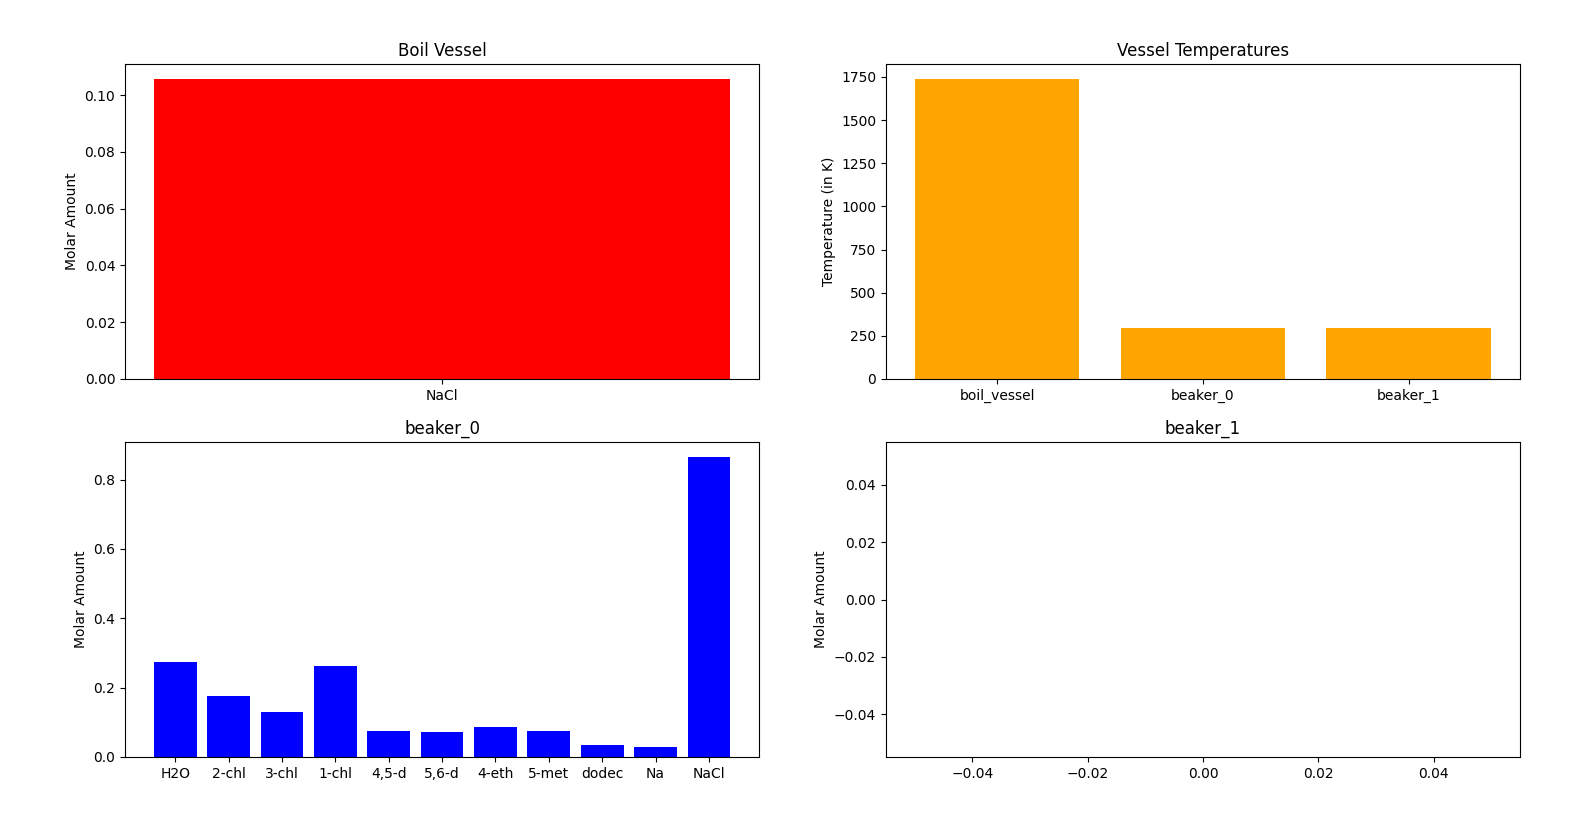 Boil Vessel
Molar Amount
0.10
0.08
0.06
0.04
0.02
0.00
NaCl
Vessel Temperatures
Temperature (in K)
1750
1500
1250
1000
750
500
250
0
boil_vessel beaker_0 beaker_1
beaker_0
Molar Amount
0.8
0.6
0.4
0.2
0.0
H2O 2-chl 3-chl 1-chl 4,5-d 5,6-d 4-eth 5-met dodec Na NaCl
beaker_1
Molar Amount
0.04
0.02
0.00
−0.02
−0.04
−0.04 −0.02 0.00 0.02 0.04